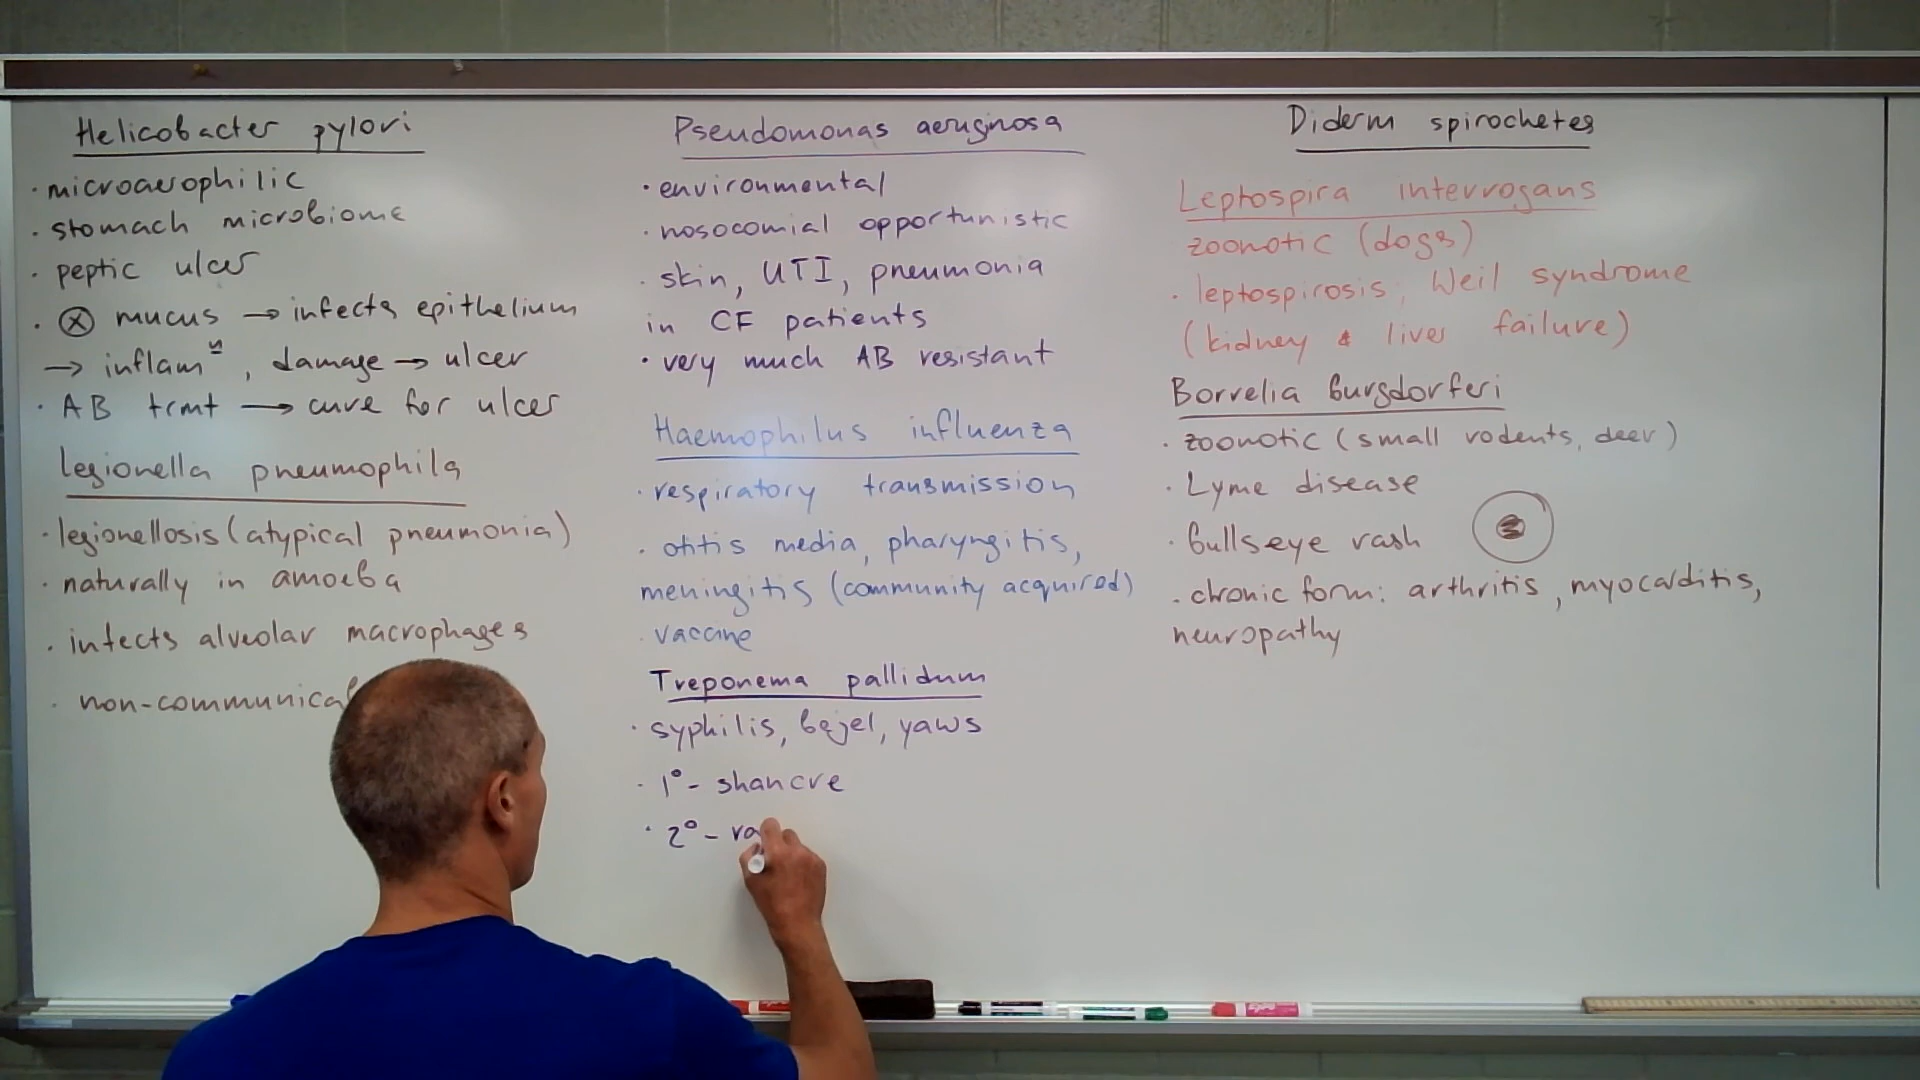 Helicobacter pylori
· microaerophilic
· stomach microbiome
· peptic ulcer
· ⓧ mucus → infects epithelium
→ inflamⁿ, damage → ulcer
· AB trmt → cure for ulcer
legionella pneumophila
· legionellosis (atypical pneumonia)
· naturally in amoeba
· infects alveolar macrophages
· non-communicab
Pseudomonas aeruginosa
· environmental
· nosocomial opportunistic
· skin, UTI, pneumonia
in CF patients
· very much AB resistant
Haemophilus influenza
· respiratory transmission
· otitis media, pharyngitis,
meningitis (community acquired)
· vaccine
Treponema pallidum
· syphilis, bejel, yaws
· 1° - shancre
· 2° - ra
Diderm spirochetes
Leptospira interrogans
zoonotic (dogs)
· leptospirosis, Weil syndrome
(kidney & liver failure)
Borrelia burgdorferi
· zoonotic (small rodents, deer)
· Lyme disease
· bullseye rash
· chronic form: arthritis, myocarditis,
neuropathy